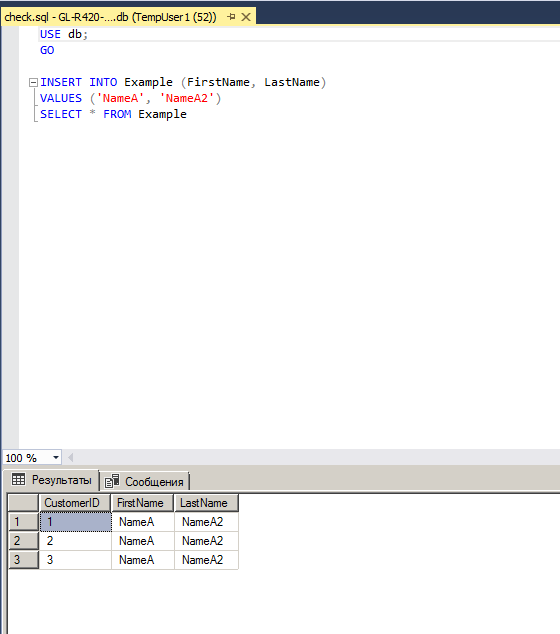 check.sql - GL-R420-....db (TempUser1 (52))
USE db;
GO
INSERT INTO Example (FirstName, LastName)
VALUES ('NameA', 'NameA2')
SELECT * FROM Example
100 %
Результаты Сообщения
CustomerID FirstName LastName
1 1 NameA NameA2
2 2 NameA NameA2
3 3 NameA NameA2